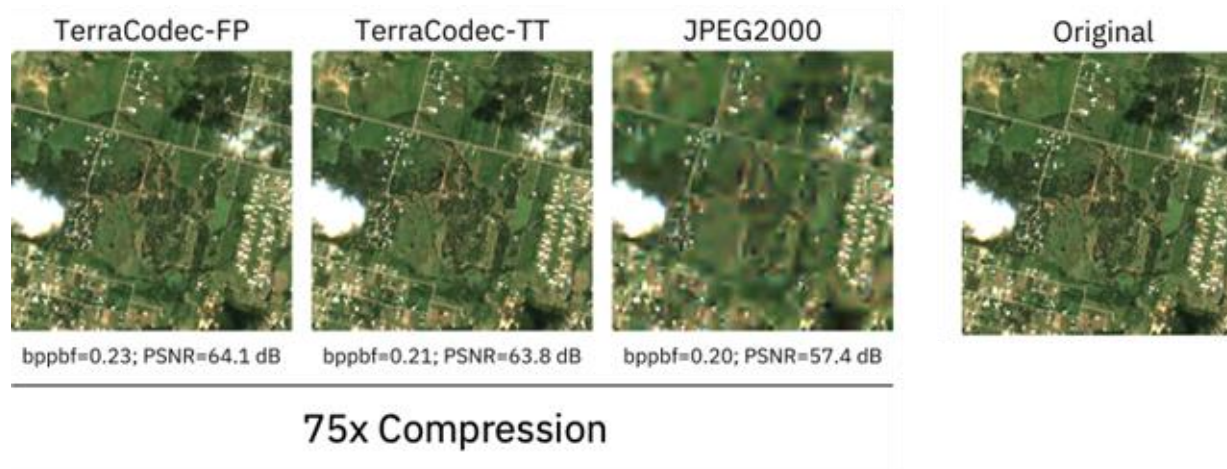 TerraCodec-FP
TerraCodec-TT
JPEG2000
Original
bppbf=0.23; PSNR=64.1 dB
bppbf=0.21; PSNR=63.8 dB
bppbf=0.20; PSNR=57.4 dB
75x Compression